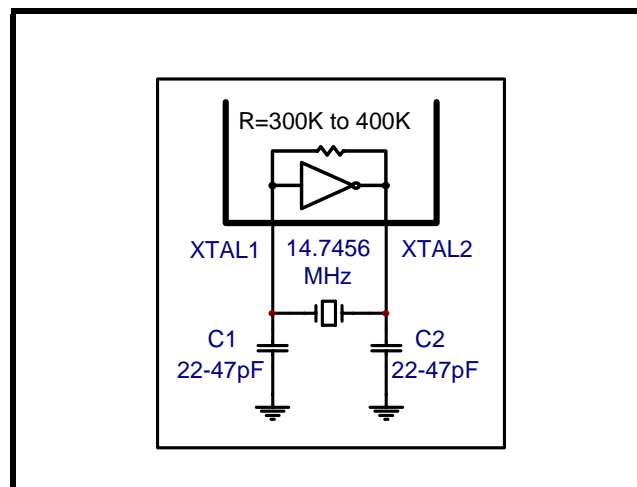 R=300K to 400K
XTAL1
14.7456
MHz
XTAL2
C1
22-47pF
C2
22-47pF